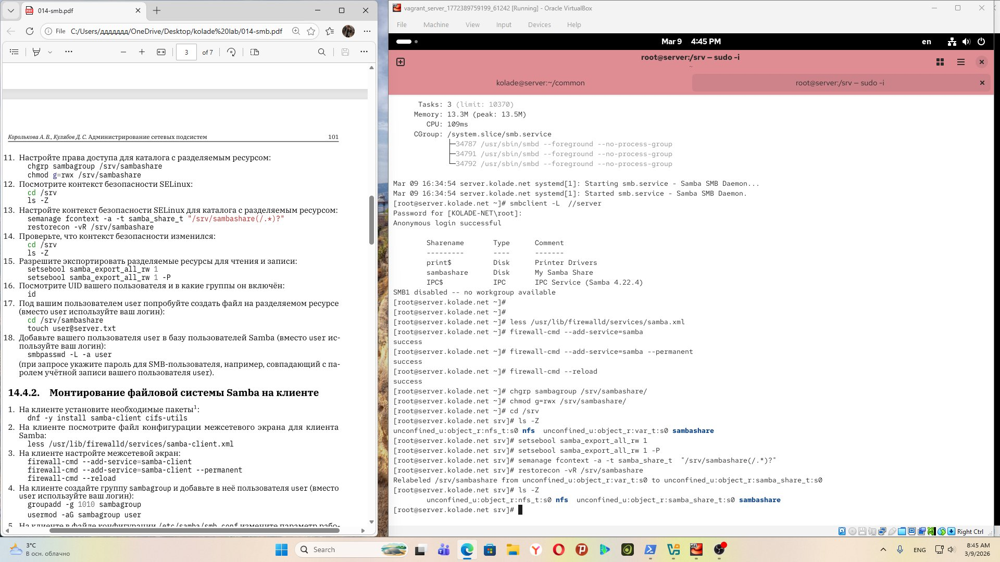 014-smb.pdf
File C:/Users/ддддддд/OneDrive/Desktop/kolade%20lab/014-smb.pdf
3 of 7
Королькова А. В., Кулябов Д. С. Администрирование сетевых подсистем 101
11. Настройте права доступа для каталога с разделяемым ресурсом:
chgrp sambagroup /srv/sambashare
chmod g=rwx /srv/sambashare
12. Посмотрите контекст безопасности SELinux:
cd /srv
ls -Z
13. Настройте контекст безопасности SELinux для каталога с разделяемым ресурсом:
semanage fcontext -a -t samba_share_t "/srv/sambashare(/.*)?"
restorecon -vR /srv/sambashare
14. Проверьте, что контекст безопасности изменился:
cd /srv
ls -Z
15. Разрешите экспортировать разделяемые ресурсы для чтения и записи:
setsebool samba_export_all_rw 1
setsebool samba_export_all_rw 1 -P
16. Посмотрите UID вашего пользователя и в какие группы он включён:
id
17. Под вашим пользователем user попробуйте создать файл на разделяемом ресурсе
(вместо user используйте ваш логин):
cd /srv/sambashare
touch user@server.txt
18. Добавьте вашего пользователя user в базу пользователей Samba (вместо user ис-
пользуйте ваш логин):
smbpasswd -L -a user
(при запросе укажите пароль для SMB-пользователя, например, совпадающий с па-
ролем учётной записи вашего пользователя user).
14.4.2. Монтирование файловой системы Samba на клиенте
1. На клиенте установите необходимые пакеты1:
dnf -y install samba-client cifs-utils
2. На клиенте посмотрите файл конфигурации межсетевого экрана для клиента
Samba:
less /usr/lib/firewalld/services/samba-client.xml
3. На клиенте настройте межсетевой экран:
firewall-cmd --add-service=samba-client
firewall-cmd --add-service=samba-client --permanent
firewall-cmd --reload
4. На клиенте создайте группу sambagroup и добавьте в неё пользователя user (вместо
user используйте ваш логин):
groupadd -g 1010 sambagroup
usermod -aG sambagroup user
5. На клиенте в файле конфигурации /etc/samba/smb.conf измените параметр рабо-
vagrant_server_1772389759199_61242 [Running] - Oracle VirtualBox
File Machine View Input Devices Help
Mar 9 4:45 PM en
root@server:/srv — sudo -i
~
kolade@server:~/common
root@server:/srv — sudo -i
Tasks: 3 (limit: 10370)
Memory: 13.3M (peak: 13.5M)
CPU: 109ms
CGroup: /system.slice/smb.service
├─34787 /usr/sbin/smbd --foreground --no-process-group
├─34791 /usr/sbin/smbd --foreground --no-process-group
└─34792 /usr/sbin/smbd --foreground --no-process-group
Mar 09 16:34:54 server.kolade.net systemd[1]: Starting smb.service - Samba SMB Daemon...
Mar 09 16:34:54 server.kolade.net systemd[1]: Started smb.service - Samba SMB Daemon.
[root@server.kolade.net ~]# smbclient -L  //server
Password for [KOLADE-NET\root]:
Anonymous login successful
Sharename Type Comment
--------- ---- -------
print$ Disk Printer Drivers
sambashare Disk My Samba Share
IPC$ IPC IPC Service (Samba 4.22.4)
SMB1 disabled -- no workgroup available
[root@server.kolade.net ~]#
[root@server.kolade.net ~]#
[root@server.kolade.net ~]# less /usr/lib/firewalld/services/samba.xml
[root@server.kolade.net ~]# firewall-cmd --add-service=samba
success
[root@server.kolade.net ~]# firewall-cmd --add-service=samba --permanent
success
[root@server.kolade.net ~]# firewall-cmd --reload
success
[root@server.kolade.net ~]# chgrp sambagroup /srv/sambashare/
[root@server.kolade.net ~]# chmod g=rwx /srv/sambashare/
[root@server.kolade.net ~]# cd /srv
[root@server.kolade.net srv]# ls -Z
unconfined_u:object_r:nfs_t:s0 nfs  unconfined_u:object_r:var_t:s0 sambashare
[root@server.kolade.net srv]# setsebool samba_export_all_rw 1
[root@server.kolade.net srv]# setsebool samba_export_all_rw 1 -P
[root@server.kolade.net srv]# semanage fcontext -a -t samba_share_t  "/srv/sambashare(/.*)?"
[root@server.kolade.net srv]# restorecon -vR /srv/sambashare
Relabeled /srv/sambashare from unconfined_u:object_r:var_t:s0 to unconfined_u:object_r:samba_share_t:s0
[root@server.kolade.net srv]# ls -Z
unconfined_u:object_r:nfs_t:s0 nfs  unconfined_u:object_r:samba_share_t:s0 sambashare
[root@server.kolade.net srv]#
Right Ctrl
3°C
В осн. облачно
Search
ENG
8:45 AM
3/9/2026